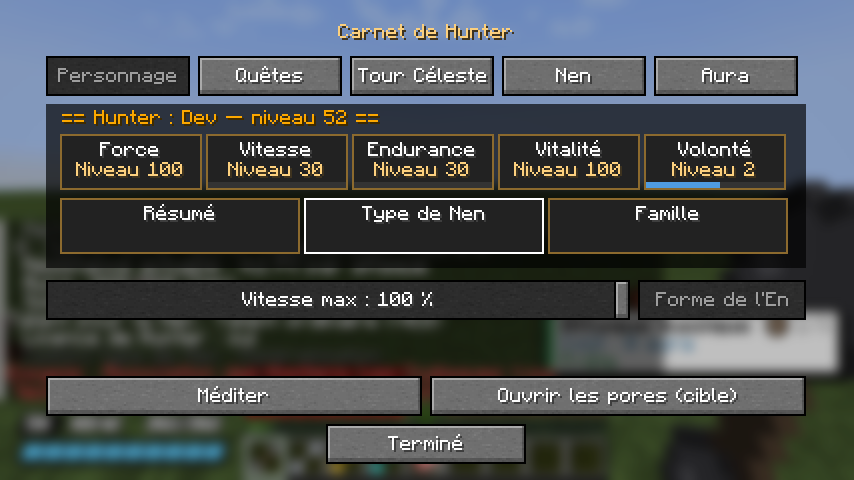 Carnet de Hunter
Personnage
Quêtes
Tour Céleste
Nen
Aura
== Hunter : Dev — niveau 52 ==
Force
Niveau 100
Vitesse
Niveau 30
Endurance
Niveau 30
Vitalité
Niveau 100
Volonté
Niveau 2
Résumé
Type de Nen
Famille
Vitesse max : 100 %
Forme de l'En
Méditer
Ouvrir les pores (cible)
Terminé